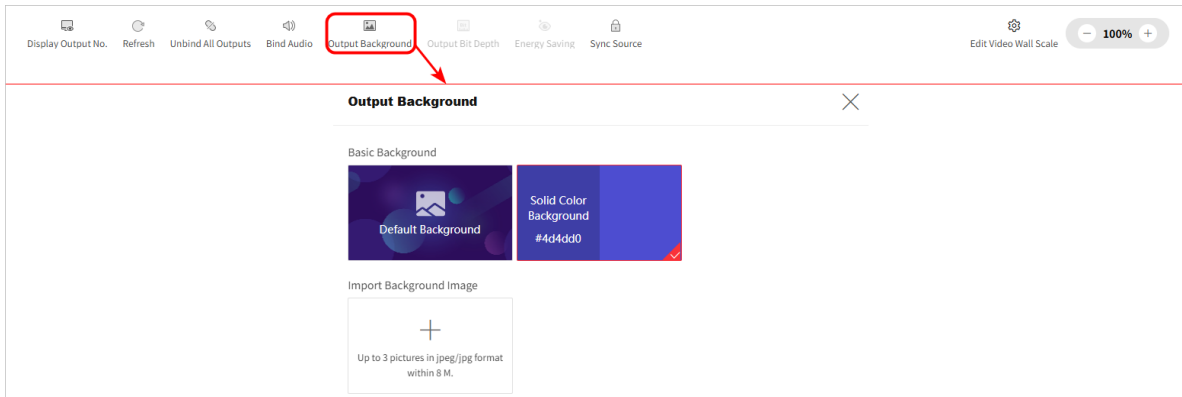 Display Output No. Refresh Unbind All Outputs Bind Audio Output Background Output Bit Depth Energy Saving Sync Source Edit Video Wall Scale − 100% +
Output Background
Basic Background
Default Background
Solid Color
Background
#4d4dd0
Import Background Image
Up to 3 pictures in jpeg/jpg format
within 8 M.